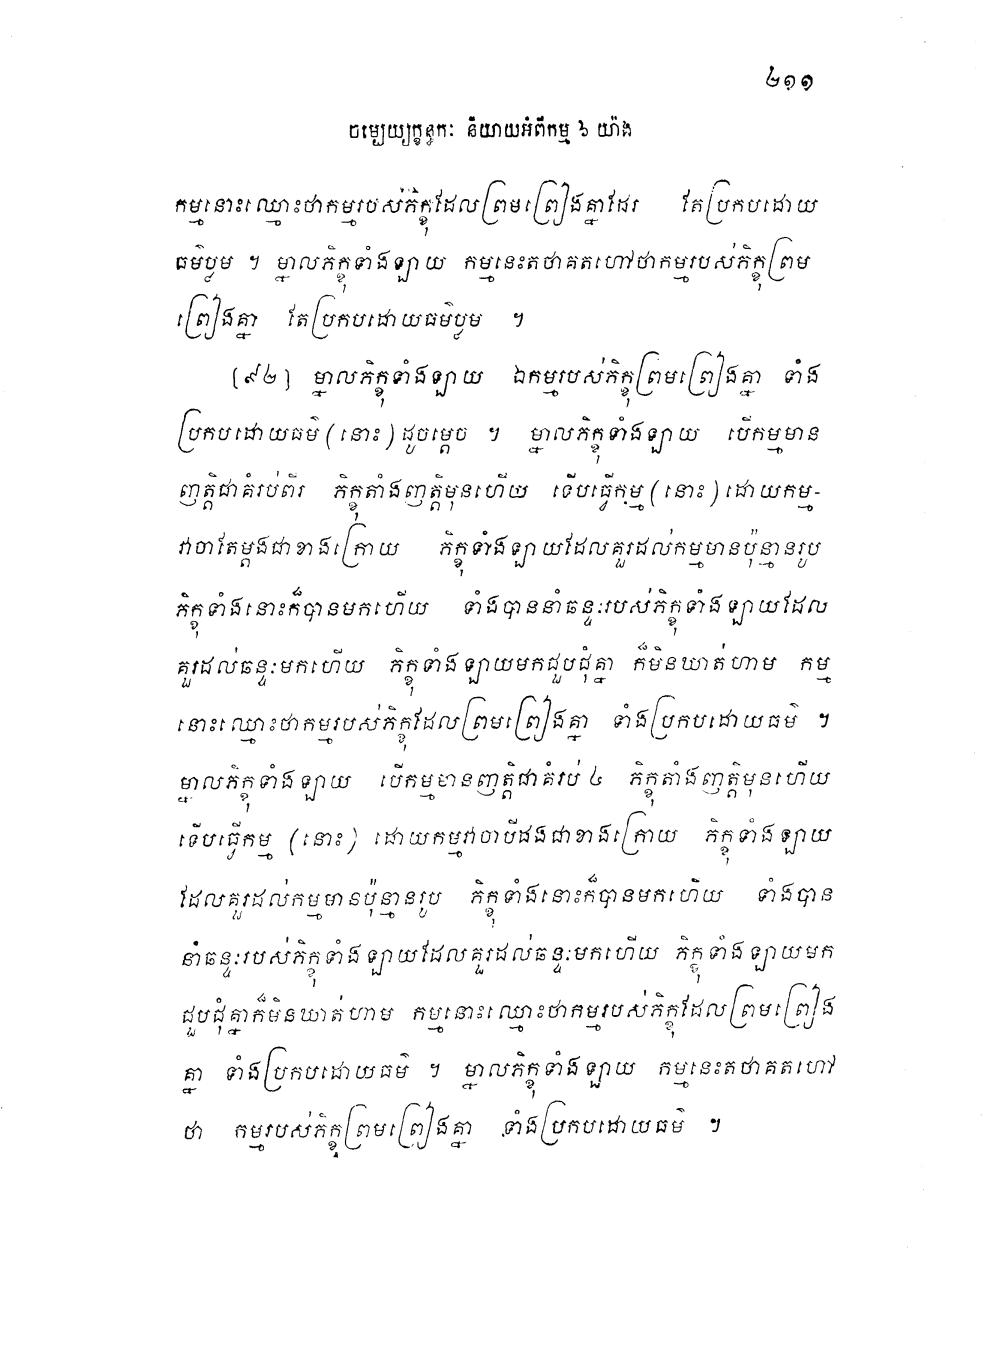 ២១១
ចម្បេយ្យក្ខន្ធកៈ និយាយអំពីកម្ម ៦ យ៉ាង
កម្មនោះឈ្មោះថាកម្មរបស់ភិក្ខុដែលព្រមព្រៀងគ្នាដែរ តែប្រកបដោយ
ធម៌ប្លម ។ ម្នាលភិក្ខុទាំងឡាយ កម្មនេះតថាគតហៅថាកម្មរបស់ភិក្ខុព្រម
ព្រៀងគ្នា តែប្រកបដោយធម៌ប្លម ។
(៩៤) ម្នាលភិក្ខុទាំងឡាយ ឯកម្មរបស់ភិក្ខុព្រមព្រៀងគ្នា ទាំង
ប្រកបដោយធម៌ (នោះ) ដូចម្តេច ។ ម្នាលភិក្ខុទាំងឡាយ បើកម្មមាន
ញត្តិជាគំរប់ពីរ ភិក្ខុតាំងញត្តិមុនហើយ ទើបធ្វើកម្ម (នោះ) ដោយកម្ម-
វាចាតែម្តងជាខាងក្រោយ ភិក្ខុទាំងឡាយដែលគួរដល់កម្មមានប៉ុន្មានរូប
ភិក្ខុទាំងនោះក៏បានមកហើយ ទាំងបាននាំឆន្ទៈរបស់ភិក្ខុទាំងឡាយដែល
គួរដល់ឆន្ទៈមកហើយ ភិក្ខុទាំងឡាយមកជួបជុំគ្នា ក៏មិនឃាត់ហាម កម្ម
នោះឈ្មោះថាកម្មរបស់ភិក្ខុដែលព្រមព្រៀងគ្នា ទាំងប្រកបដោយធម៌ ។
ម្នាលភិក្ខុទាំងឡាយ បើកម្មមានញត្តិជាគំរប់ ៤ ភិក្ខុតាំងញត្តិមុនហើយ
ទើបធ្វើកម្ម (នោះ) ដោយកម្មវាចាបីដងជាខាងក្រោយ ភិក្ខុទាំងឡាយ
ដែលគួរដល់កម្មមានប៉ុន្មានរូប ភិក្ខុទាំងនោះក៏បានមកហើយ ទាំងបាន
នាំឆន្ទៈរបស់ភិក្ខុទាំងឡាយដែលគួរដល់ឆន្ទៈមកហើយ ភិក្ខុទាំងឡាយមក
ជួបជុំគ្នាក៏មិនឃាត់ហាម កម្មនោះឈ្មោះថាកម្មរបស់ភិក្ខុដែលព្រមព្រៀង
គ្នា ទាំងប្រកបដោយធម៌ ។ ម្នាលភិក្ខុទាំងឡាយ កម្មនេះតថាគតហៅ
ថា កម្មរបស់ភិក្ខុព្រមព្រៀងគ្នា ទាំងប្រកបដោយធម៌ ។